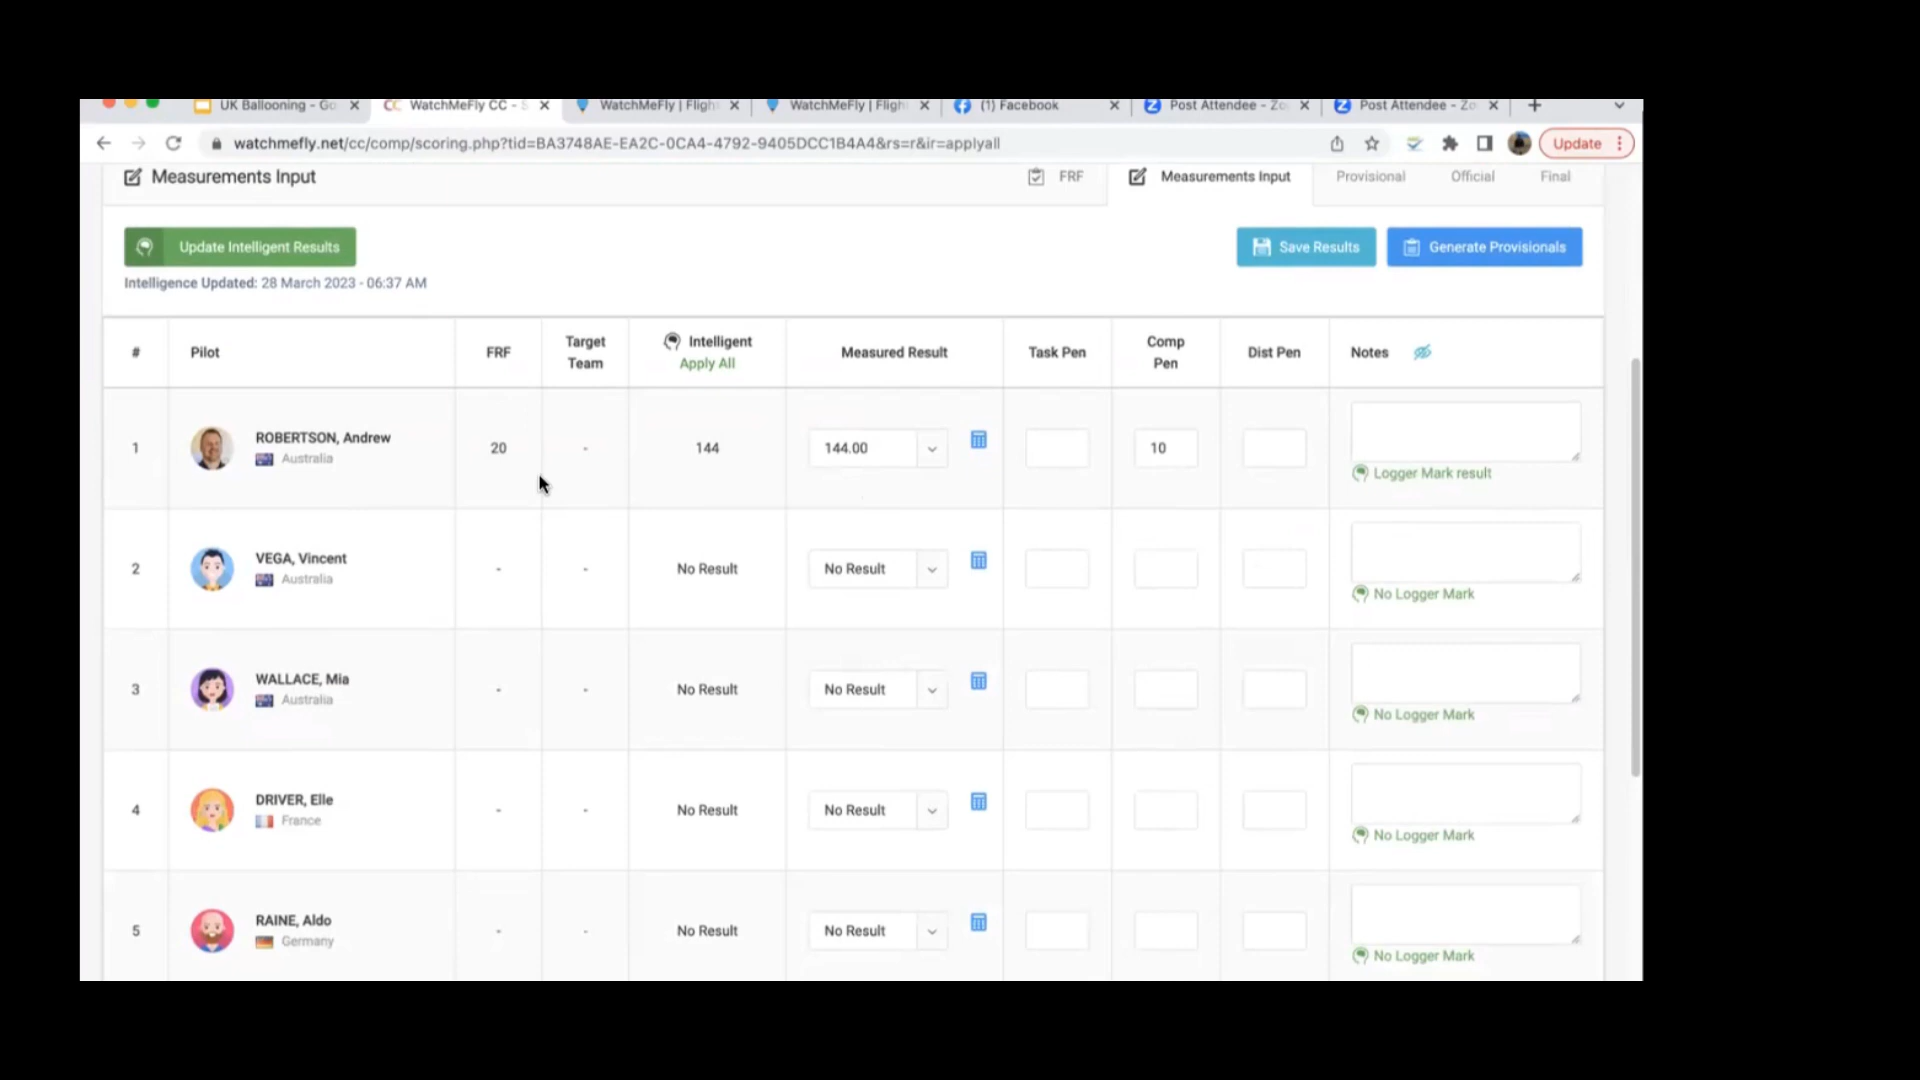 UK Ballooning - Go
WatchMeFly CC - S
WatchMeFly | Fligh
WatchMeFly | Fligh
(1) Facebook
Post Attendee - Zo
Post Attendee - Zo
watchmefly.net/cc/comp/scoring.php?tid=BA3748AE-EA2C-0CA4-4792-9405DCC1B4A4&rs=r&ir=applyall
Update
Measurements Input
FRF
Measurements Input
Provisional
Official
Final
Update Intelligent Results
Save Results
Generate Provisionals
Intelligence Updated: 28 March 2023 - 06:37 AM
# Pilot FRF Target Team Intelligent Apply All Measured Result Task Pen Comp Pen Dist Pen Notes
1 ROBERTSON, Andrew 20 - 144 144.00 10
Australia
Logger Mark result
2 VEGA, Vincent - - No Result No Result
Australia
No Logger Mark
3 WALLACE, Mia - - No Result No Result
Australia
No Logger Mark
4 DRIVER, Elle - - No Result No Result
France
No Logger Mark
5 RAINE, Aldo - - No Result No Result
Germany
No Logger Mark